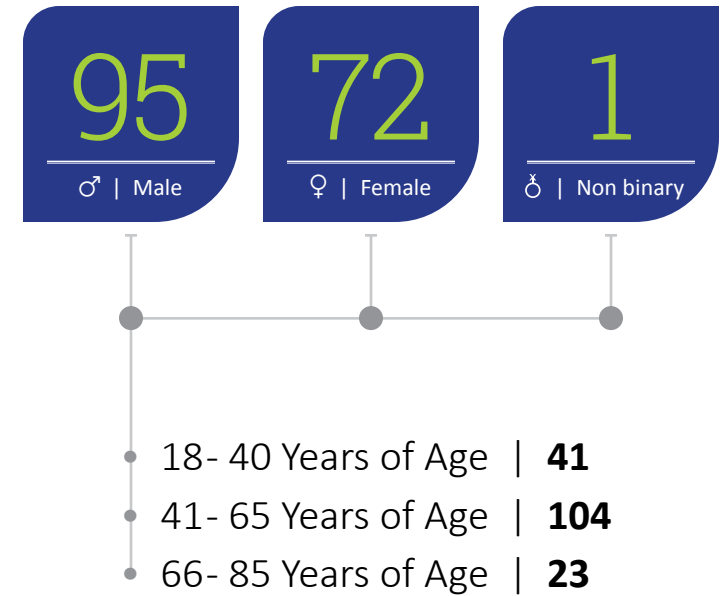 95
♂ | Male
72
♀ | Female
1
⚨ | Non binary
18- 40 Years of Age | 41
41- 65 Years of Age | 104
66- 85 Years of Age | 23